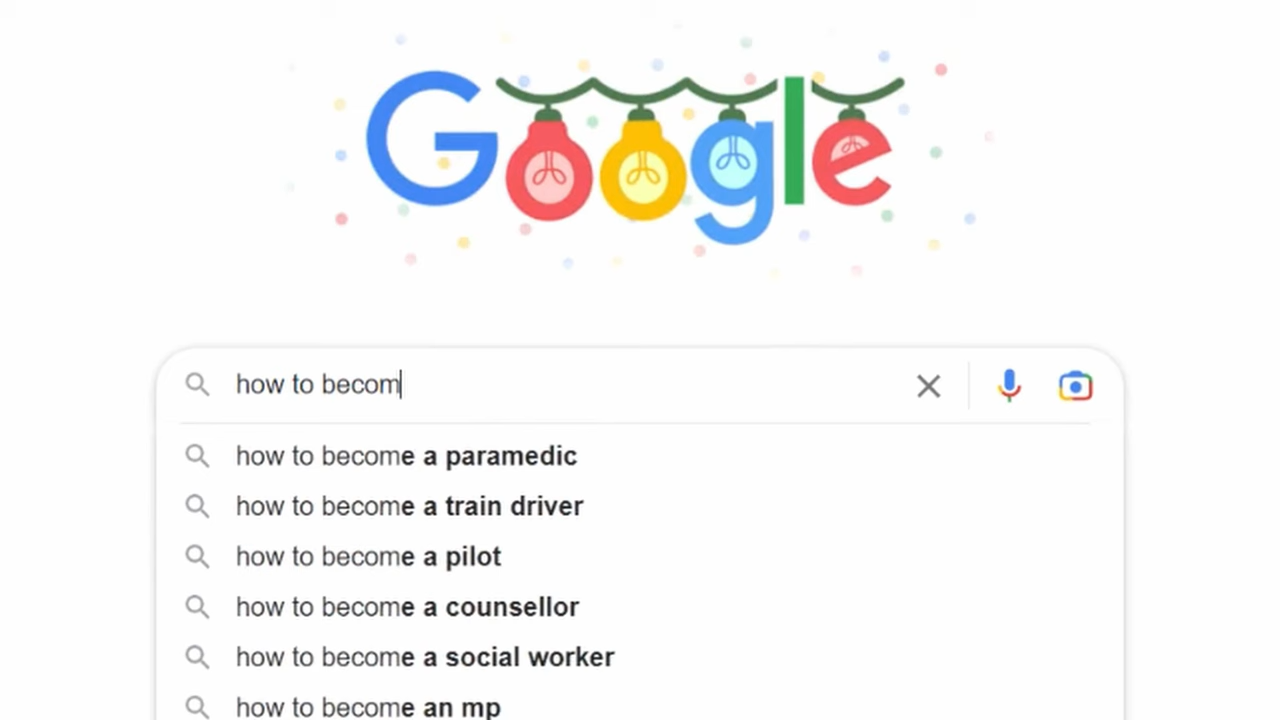 Google
how to becom
how to become a paramedic
how to become a train driver
how to become a pilot
how to become a counsellor
how to become a social worker
how to become an mp